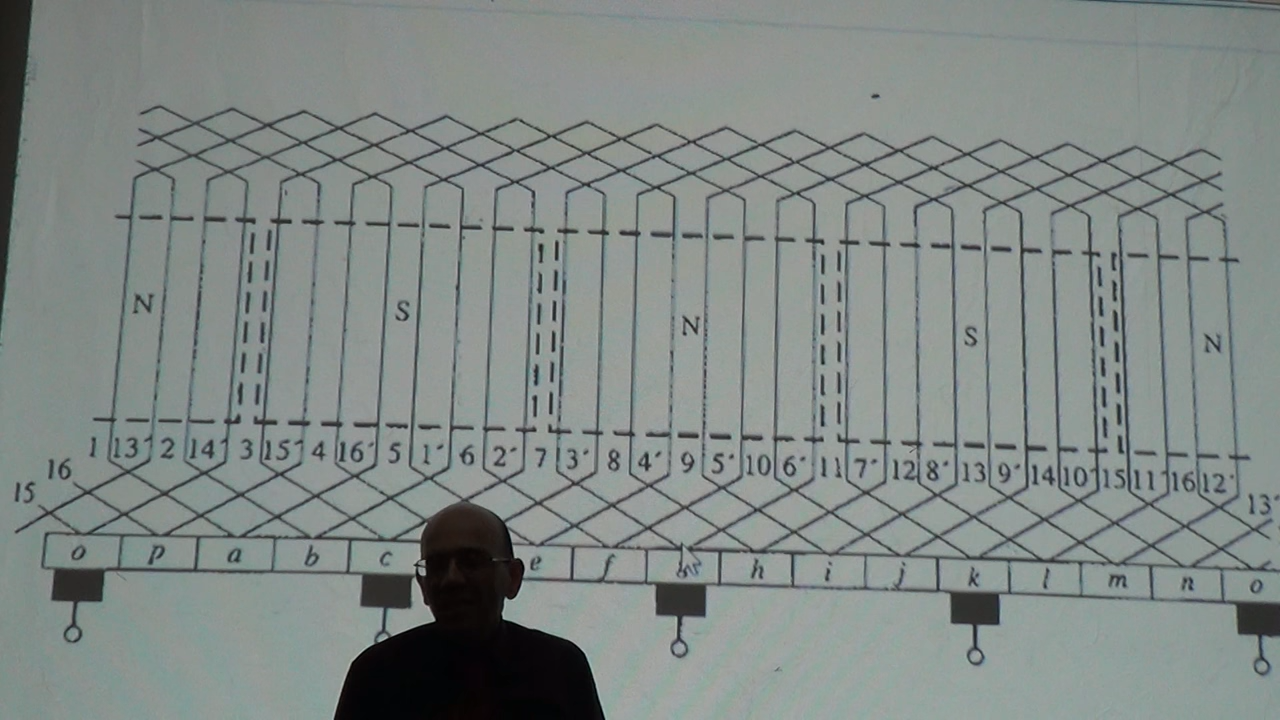 N S N S N
1 13' 2 14' 3 15' 4 16' 5 1' 6 2' 7 3' 8 4' 9 5' 10 6' 11 7' 12 8' 13 9' 14 10' 15 11' 16 12'
15 16 13'
o p a b c e f h i j k l m n o